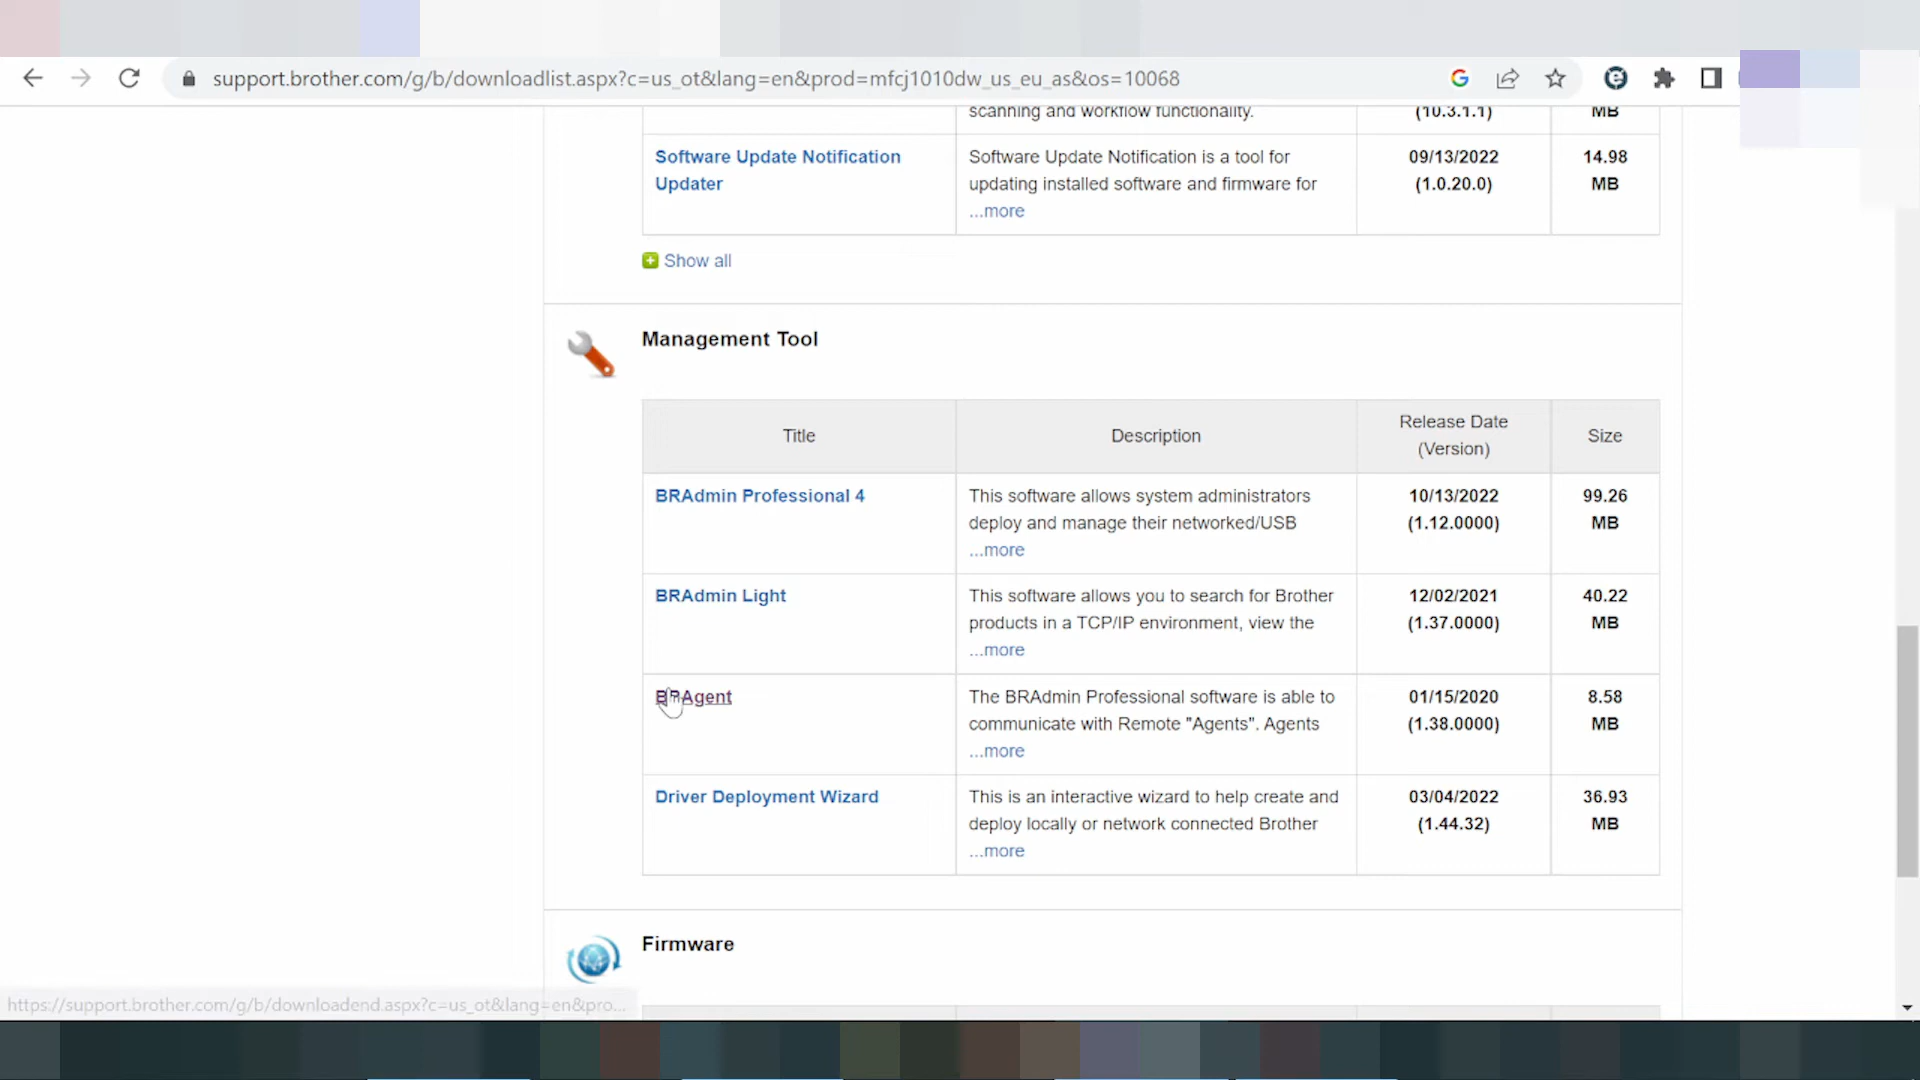 support.brother.com/g/b/downloadlist.aspx?c=us_ot&lang=en&prod=mfcj1010dw_us_eu_as&os=10068
scanning and workflow functionality.
(10.3.1.1)
MB
Software Update Notification
Updater
Software Update Notification is a tool for
updating installed software and firmware for
...more
09/13/2022
(1.0.20.0)
14.98
MB
Show all
Management Tool
Title
Description
Release Date
(Version)
Size
BRAdmin Professional 4
This software allows system administrators
deploy and manage their networked/USB
...more
10/13/2022
(1.12.0000)
99.26
MB
BRAdmin Light
This software allows you to search for Brother
products in a TCP/IP environment, view the
...more
12/02/2021
(1.37.0000)
40.22
MB
BRAgent
The BRAdmin Professional software is able to
communicate with Remote "Agents". Agents
...more
01/15/2020
(1.38.0000)
8.58
MB
Driver Deployment Wizard
This is an interactive wizard to help create and
deploy locally or network connected Brother
...more
03/04/2022
(1.44.32)
36.93
MB
Firmware
https://support.brother.com/g/b/downloadend.aspx?c=us_ot&lang=en&pro...